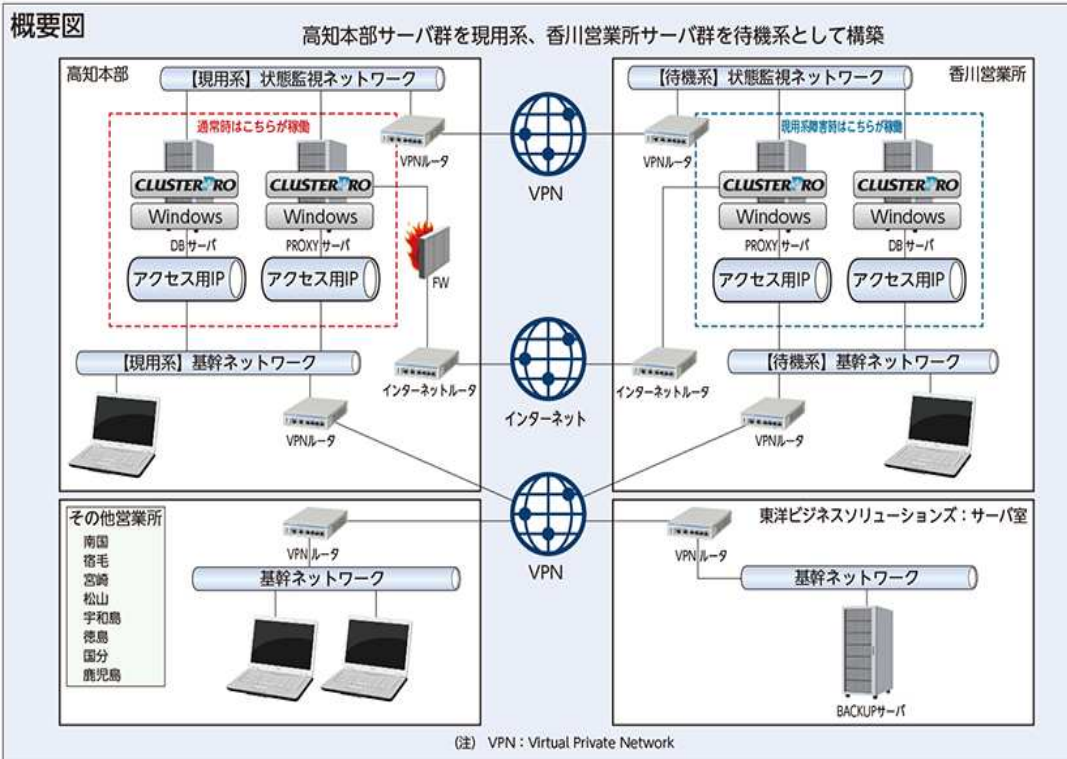 概要図
高知本部サーバ群を現用系、香川営業所サーバ群を待機系として構築
高知本部
【現用系】状態監視ネットワーク
通常時はこちらが稼働
VPNルータ
CLUSTERPRO
CLUSTERPRO
Windows
Windows
DBサーバ
PROXYサーバ
アクセス用IP
アクセス用IP
FW
【現用系】基幹ネットワーク
インターネットルータ
VPNルータ
VPN
インターネット
VPN
香川営業所
【待機系】状態監視ネットワーク
現用系障害時はこちらが稼働
VPNルータ
CLUSTERPRO
CLUSTERPRO
Windows
Windows
PROXYサーバ
DBサーバ
アクセス用IP
アクセス用IP
インターネットルータ
【待機系】基幹ネットワーク
VPNルータ
その他営業所
南国
宿毛
宮崎
松山
宇和島
徳島
国分
鹿児島
VPNルータ
基幹ネットワーク
東洋ビジネスソリューションズ：サーバ室
VPNルータ
基幹ネットワーク
BACKUPサーバ
(注) VPN：Virtual Private Network